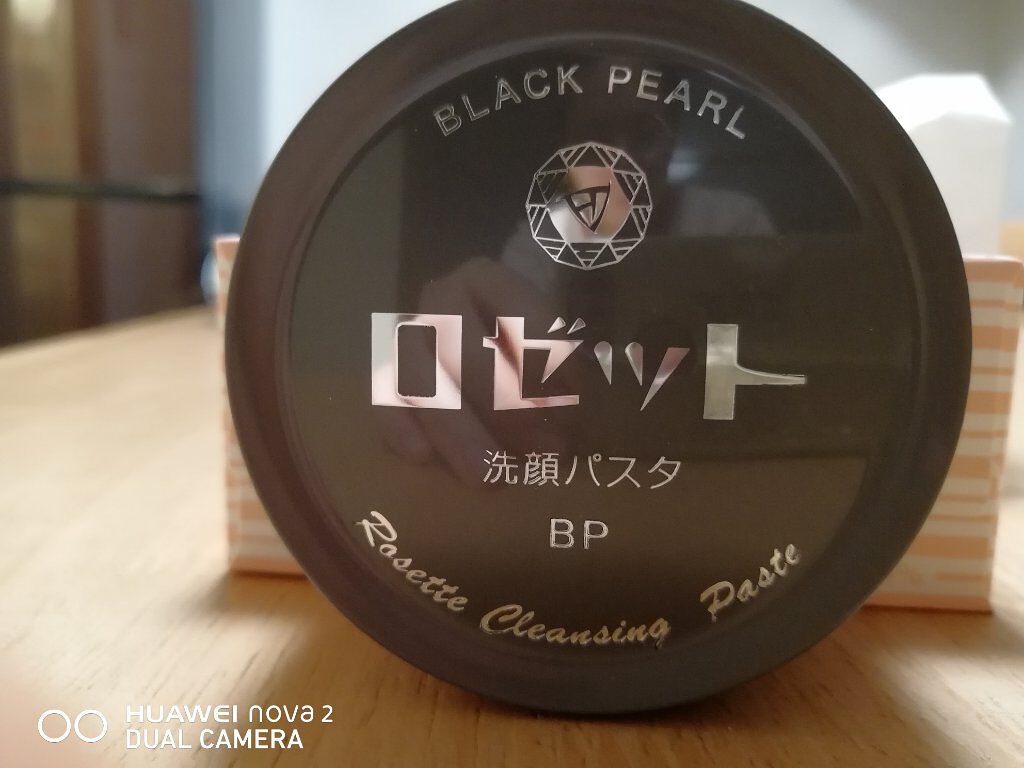 BLACK PEARL
ロゼット
洗顔パスタ
BP
Rosette Cleansing Paste
HUAWEI nova 2
DUAL CAMERA